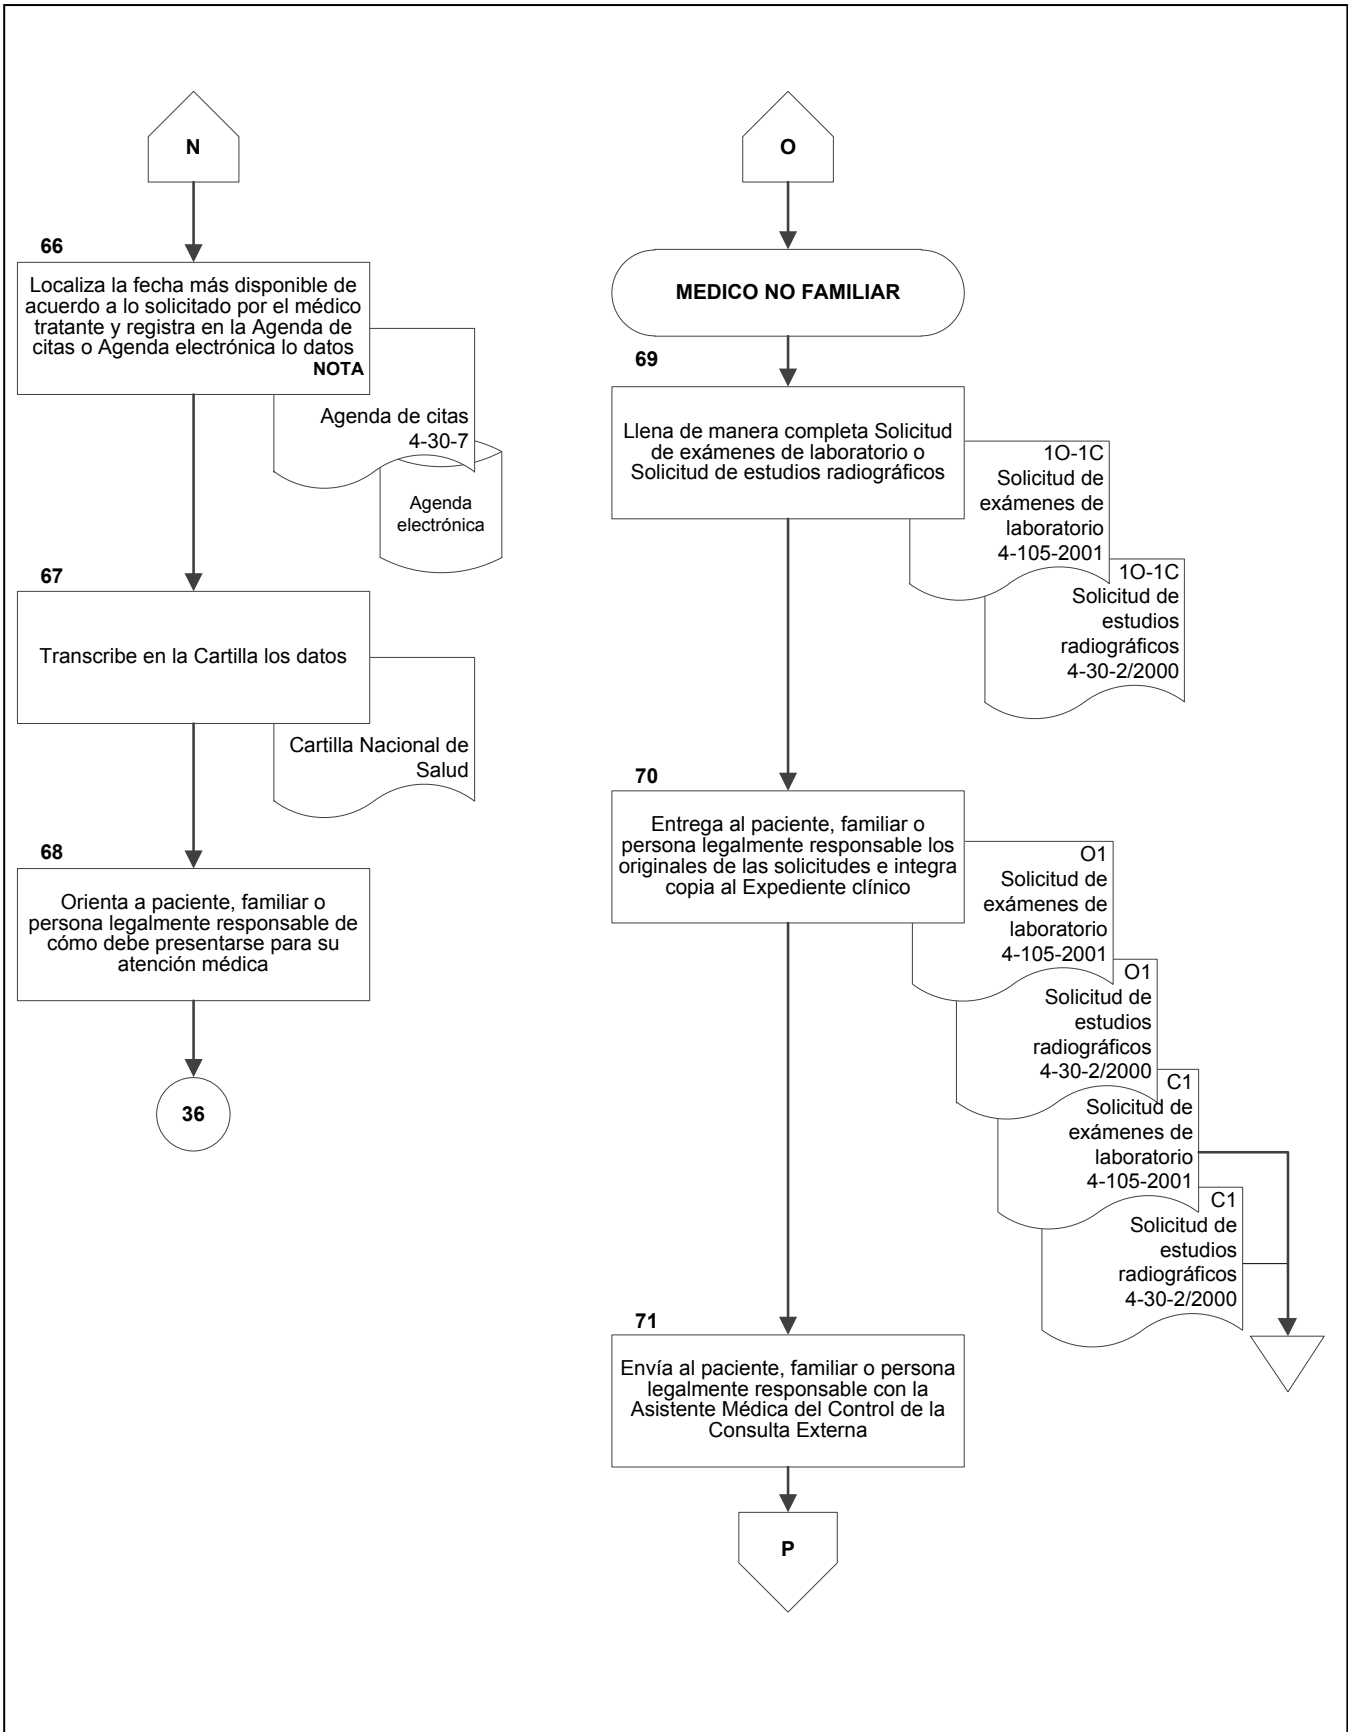 N
66
Localiza la fecha más disponible de
acuerdo a lo solicitado por el médico
tratante y registra en la Agenda de
citas o Agenda electrónica lo datos
NOTA
Agenda de citas
4-30-7
Agenda
electrónica
67
Transcribe en la Cartilla los datos
Cartilla Nacional de
Salud
68
Orienta a paciente, familiar o
persona legalmente responsable de
cómo debe presentarse para su
atención médica
36
O
MEDICO NO FAMILIAR
69
Llena de manera completa Solicitud
de exámenes de laboratorio o
Solicitud de estudios radiográficos
1O-1C
Solicitud de
exámenes de
laboratorio
4-105-2001
1O-1C
Solicitud de
estudios
radiográficos
4-30-2/2000
70
Entrega al paciente, familiar o
persona legalmente responsable los
originales de las solicitudes e integra
copia al Expediente clínico
O1
Solicitud de
exámenes de
laboratorio
4-105-2001
O1
Solicitud de
estudios
radiográficos
4-30-2/2000
C1
Solicitud de
exámenes de
laboratorio
4-105-2001
C1
Solicitud de
estudios
radiográficos
4-30-2/2000
71
Envía al paciente, familiar o persona
legalmente responsable con la
Asistente Médica del Control de la
Consulta Externa
P